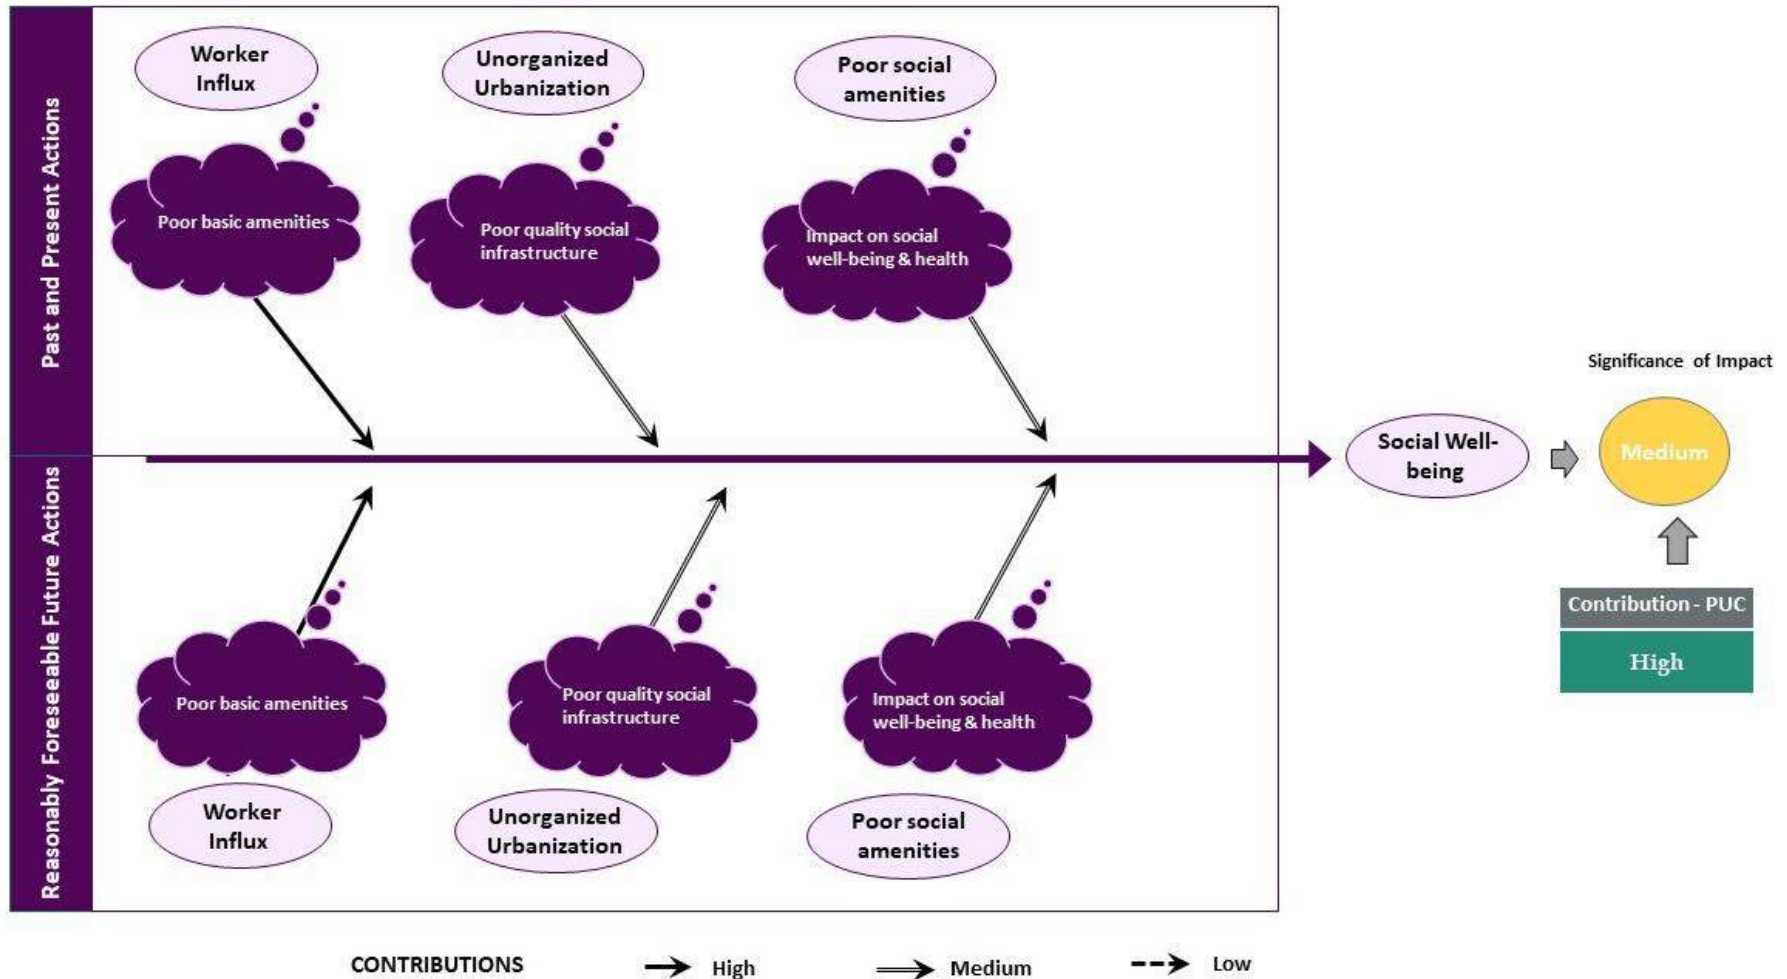 Past and Present Actions
Worker
Influx
Unorganized
Urbanization
Poor social
amenities
Poor basic amenities
Poor quality social
infrastructure
Impact on social
well-being & health
Significance of Impact
Social Well-
being
Medium
Contribution - PUC
High
Reasonably Foreseeable Future Actions
Poor basic amenities
Poor quality social
infrastructure
Impact on social
well-being & health
Worker
Influx
Unorganized
Urbanization
Poor social
amenities
CONTRIBUTIONS
High
Medium
Low